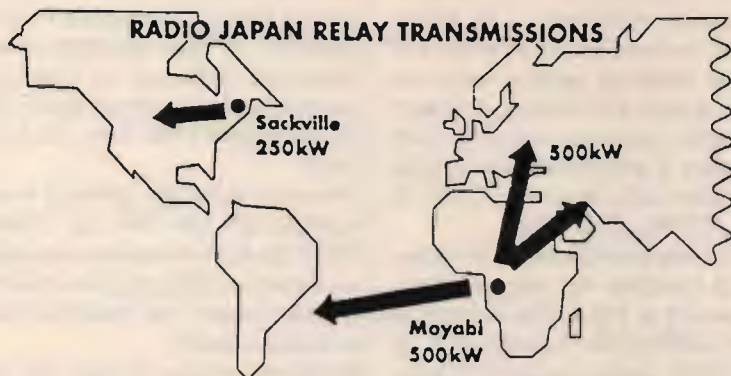 RADIO JAPAN RELAY TRANSMISSIONS
Sackville
250kW
500kW
Moyabi
500kW